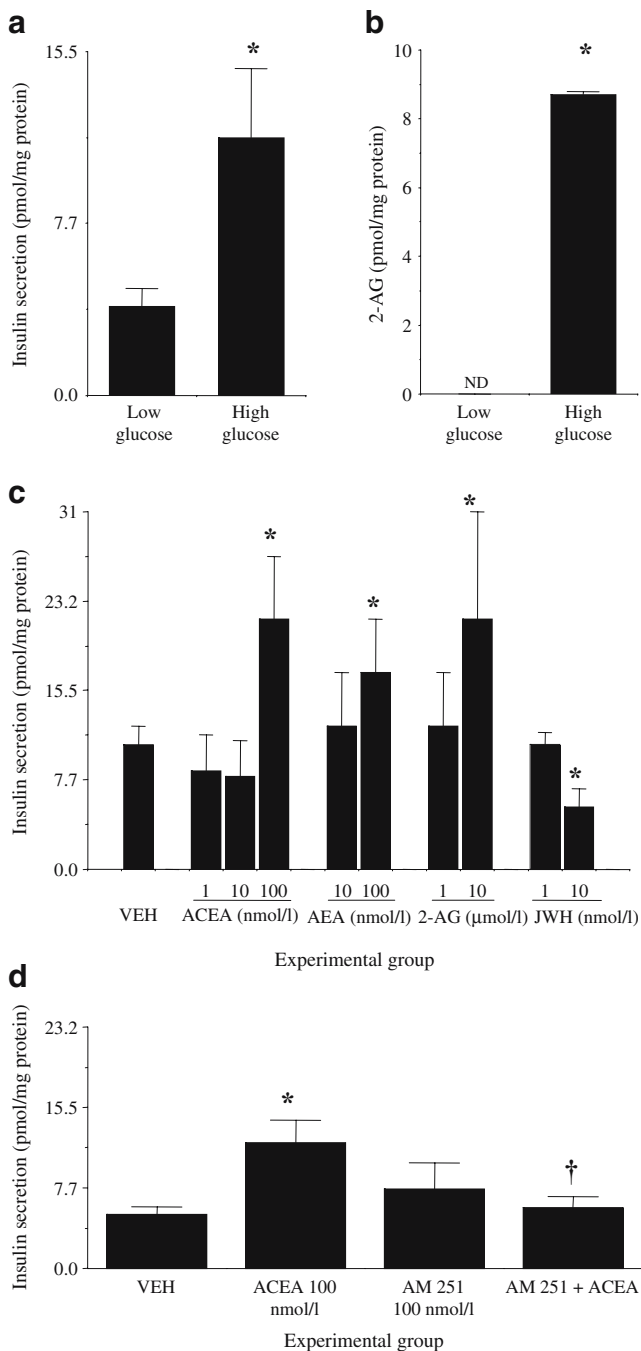 a
Insulin secretion (pmol/mg protein)
15.5
7.7
0.0
*
Low glucose
High glucose
b
2-AG (pmol/mg protein)
10
8
6
4
2
0
ND
*
Low glucose
High glucose
c
Insulin secretion (pmol/mg protein)
31
23.2
15.5
7.7
0.0
*
*
*
*
1 10 100 10 100 1 10 1 10
VEH ACEA (nmol/l) AEA (nmol/l) 2-AG (μmol/l) JWH (nmol/l)
Experimental group
d
Insulin secretion (pmol/mg protein)
23.2
15.5
7.7
0.0
*
†
VEH
ACEA 100 nmol/l
AM 251 100 nmol/l
AM 251 + ACEA
Experimental group